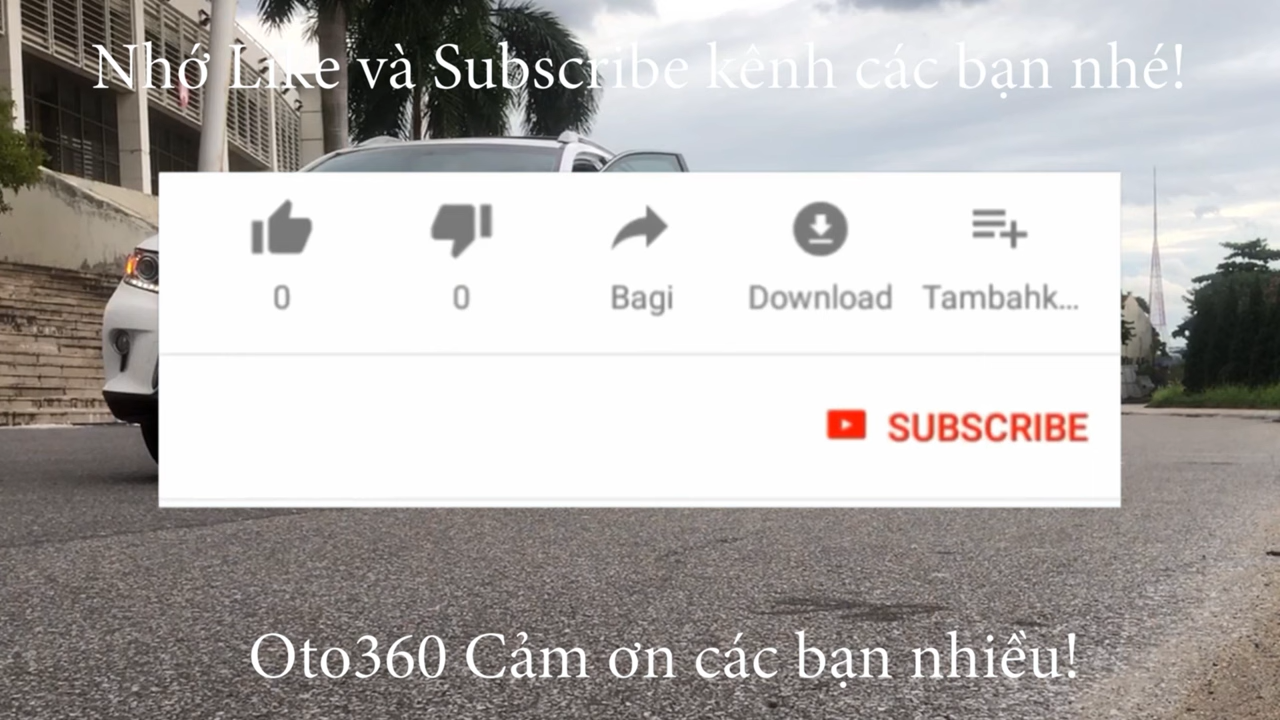 Nhớ Like và Subscribe kênh các bạn nhé!
0 0 Bagi Download Tambahk...
SUBSCRIBE
Oto360 Cảm ơn các bạn nhiều!